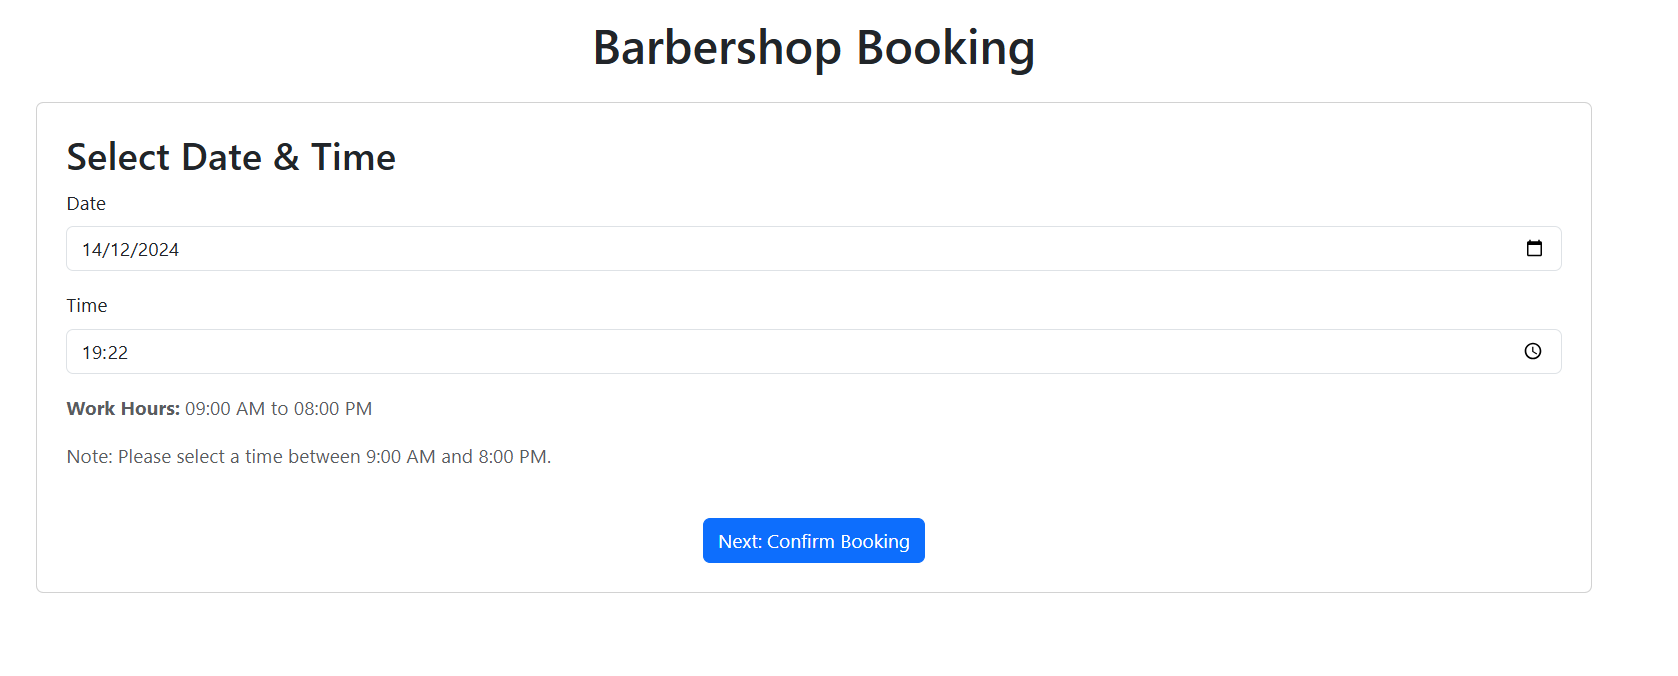 Barbershop Booking
Select Date & Time
Date
14/12/2024
Time
19:22
Work Hours: 09:00 AM to 08:00 PM
Note: Please select a time between 9:00 AM and 8:00 PM.
Next: Confirm Booking